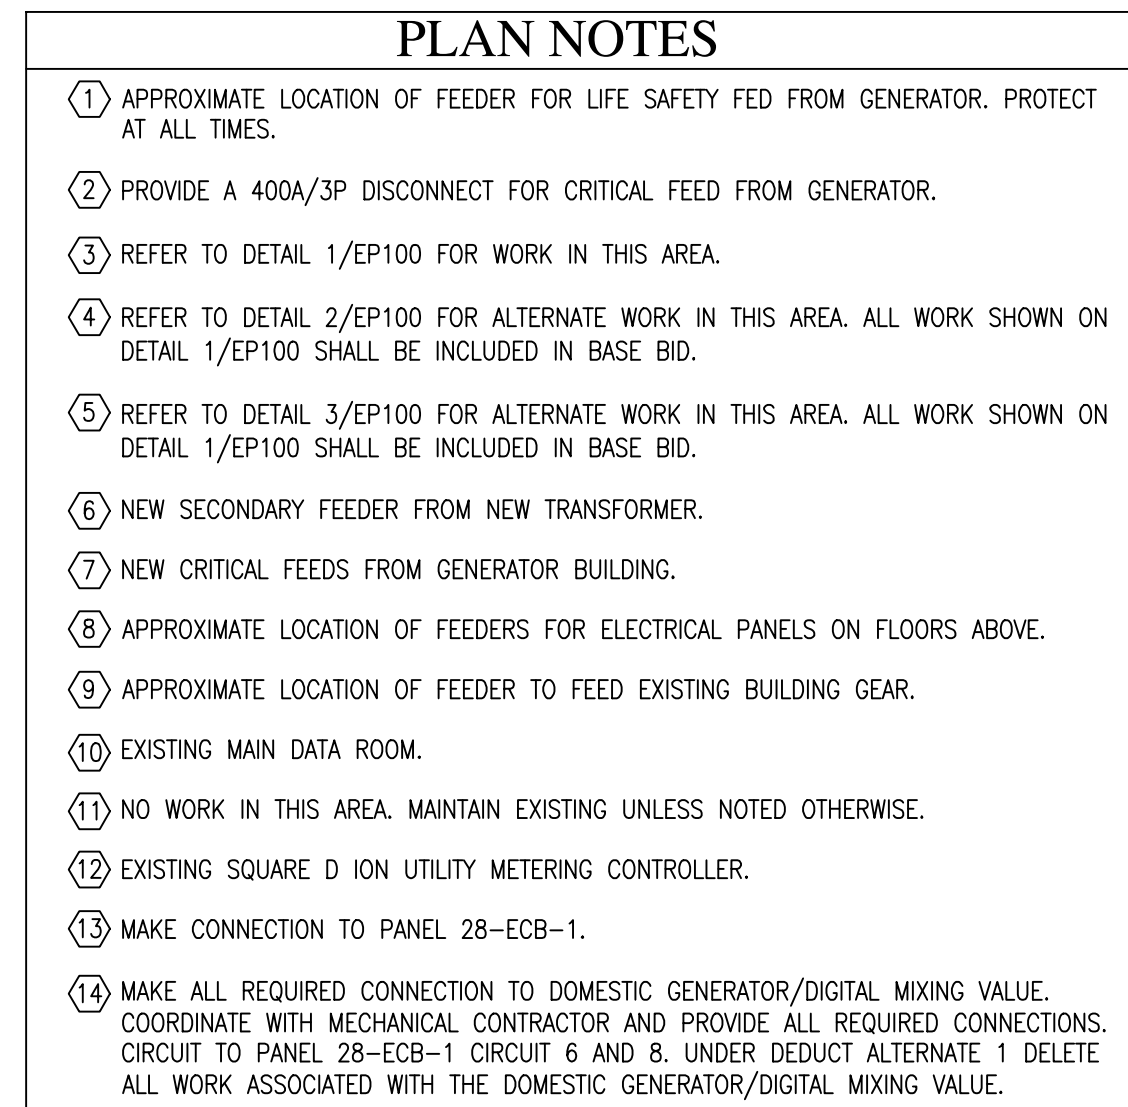 PLAN NOTES
1 APPROXIMATE LOCATION OF FEEDER FOR LIFE SAFETY FED FROM GENERATOR. PROTECT
AT ALL TIMES.
2 PROVIDE A 400A/3P DISCONNECT FOR CRITICAL FEED FROM GENERATOR.
3 REFER TO DETAIL 1/EP100 FOR WORK IN THIS AREA.
4 REFER TO DETAIL 2/EP100 FOR ALTERNATE WORK IN THIS AREA. ALL WORK SHOWN ON
DETAIL 1/EP100 SHALL BE INCLUDED IN BASE BID.
5 REFER TO DETAIL 3/EP100 FOR ALTERNATE WORK IN THIS AREA. ALL WORK SHOWN ON
DETAIL 1/EP100 SHALL BE INCLUDED IN BASE BID.
6 NEW SECONDARY FEEDER FROM NEW TRANSFORMER.
7 NEW CRITICAL FEEDS FROM GENERATOR BUILDING.
8 APPROXIMATE LOCATION OF FEEDERS FOR ELECTRICAL PANELS ON FLOORS ABOVE.
9 APPROXIMATE LOCATION OF FEEDER TO FEED EXISTING BUILDING GEAR.
10 EXISTING MAIN DATA ROOM.
11 NO WORK IN THIS AREA. MAINTAIN EXISTING UNLESS NOTED OTHERWISE.
12 EXISTING SQUARE D ION UTILITY METERING CONTROLLER.
13 MAKE CONNECTION TO PANEL 28-ECB-1.
14 MAKE ALL REQUIRED CONNECTION TO DOMESTIC GENERATOR/DIGITAL MIXING VALUE.
COORDINATE WITH MECHANICAL CONTRACTOR AND PROVIDE ALL REQUIRED CONNECTIONS.
CIRCUIT TO PANEL 28-ECB-1 CIRCUIT 6 AND 8. UNDER DEDUCT ALTERNATE 1 DELETE
ALL WORK ASSOCIATED WITH THE DOMESTIC GENERATOR/DIGITAL MIXING VALUE.